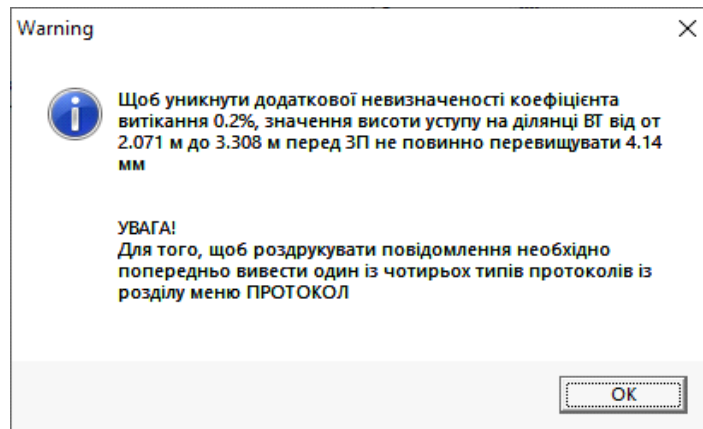 Warning
Щоб уникнути додаткової невизначеності коефіцієнта
витікання 0.2%, значення висоти уступу на ділянці ВТ від от
2.071 м до 3.308 м перед ЗП не повинно перевищувати 4.14
мм
УВАГА!
Для того, щоб роздрукувати повідомлення необхідно
попередньо вивести один із чотирьох типів протоколів із
розділу меню ПРОТОКОЛ
OK